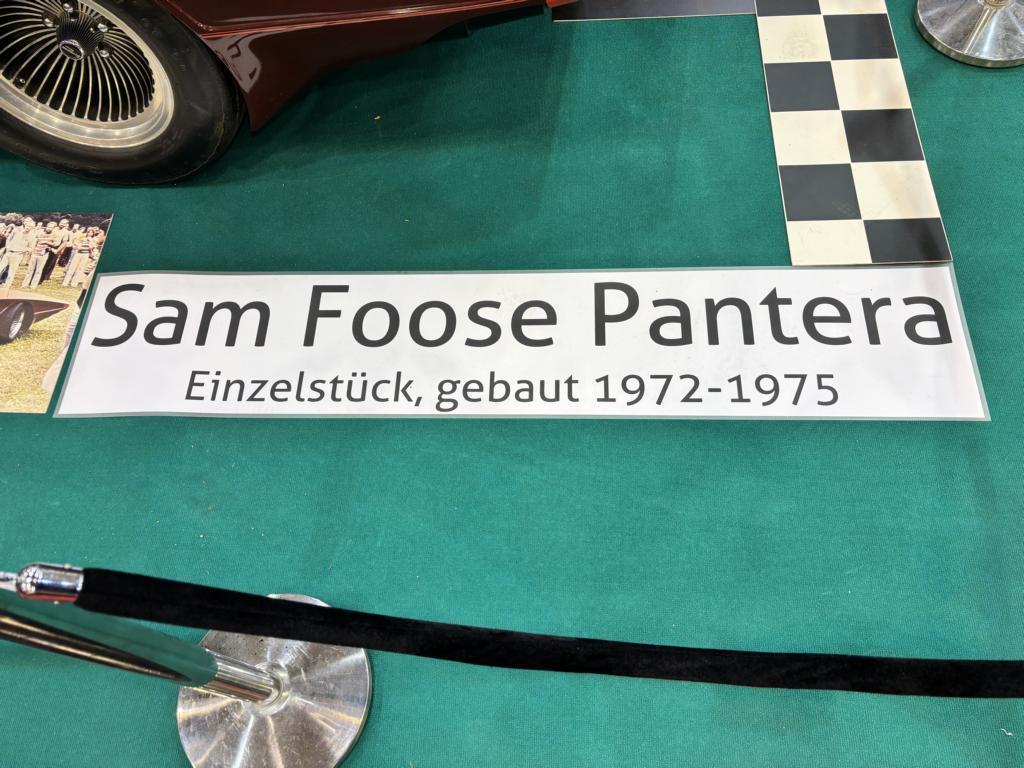 Sam Foose Pantera
Einzelstück, gebaut 1972-1975